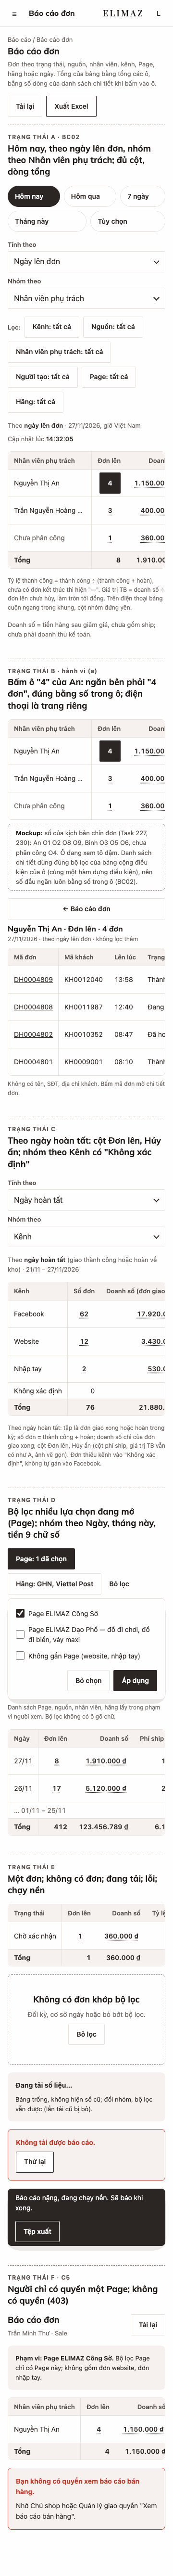 ≡ Báo cáo đơn ELIMAZ L
Báo cáo / Báo cáo đơn
Báo cáo đơn
Đơn theo trạng thái, nguồn, nhân viên, kênh, Page, hãng hoặc ngày. Tổng của bảng bằng tổng các ô, bằng số dòng của danh sách chi tiết khi bấm vào ô.
Tải lại Xuất Excel
TRẠNG THÁI A · BC02
Hôm nay, theo ngày lên đơn, nhóm theo Nhân viên phụ trách; đủ cột, dòng tổng
Hôm nay Hôm qua 7 ngày
Tháng này Tùy chọn
Tính theo
Ngày lên đơn
Nhóm theo
Nhân viên phụ trách
Lọc: Kênh: tất cả Nguồn: tất cả
Nhân viên phụ trách: tất cả
Người tạo: tất cả Page: tất cả
Hãng: tất cả
Theo ngày lên đơn · 27/11/2026, giờ Việt Nam
Cập nhật lúc 14:32:05
Nhân viên phụ trách Đơn lên Doanh
Nguyễn Thị An 4 1.150.00
Trần Nguyễn Hoàng ... 3 400.00
Chưa phân công 1 360.00
Tổng 8 1.910.00
Tỷ lệ thành công = thành công ÷ (thành công + hoàn); chưa có đơn kết thúc thì hiện "—". Giá trị TB = doanh số ÷ đơn lên chưa hủy, làm tròn tới đồng. Trên điện thoại bảng cuộn ngang trong khung, cột nhóm đứng yên.
Doanh số = tiền hàng sau giảm giá, chưa gồm ship; chưa phải doanh thu kế toán.
TRẠNG THÁI B · hành vi (a)
Bấm ô "4" của An: ngăn bên phải "4 đơn", đúng bằng số trong ô; điện thoại là trang riêng
Nhân viên phụ trách Đơn lên Doanh
Nguyễn Thị An 4 1.150.00
Trần Nguyễn Hoàng ... 3 400.00
Chưa phân công 1 360.00
Mockup: số của kịch bản chín đơn (Task 227, 230): An O1 O2 O8 O9, Bình O3 O5 O6, chưa phân công O4. Ô đang xem tô đậm. Danh sách chi tiết dùng đúng bộ lọc của bảng cộng điều kiện của ô (cùng một hàm dựng điều kiện), nên số đầu ngăn luôn bằng số trong ô (BC02).
← Báo cáo đơn
Nguyễn Thị An · Đơn lên · 4 đơn
27/11/2026 · theo ngày lên đơn · không lọc thêm
Mã đơn Mã khách Lên lúc Trạng
DH0004809 KH0012040 13:58 Thành
DH0004808 KH0011987 12:40 Đang
DH0004802 KH0010352 08:47 Đã ho
DH0004801 KH0009001 08:10 Thành
Không có tên, SĐT, địa chỉ khách. Bấm mã đơn mở chi tiết đơn.
TRẠNG THÁI C
Theo ngày hoàn tất: cột Đơn lên, Hủy ẩn; nhóm theo Kênh có "Không xác định"
Tính theo
Ngày hoàn tất
Nhóm theo
Kênh
Theo ngày hoàn tất (giao thành công hoặc hoàn về kho) · 21/11 – 27/11/2026
Kênh Số đơn Doanh số (đơn giao
Facebook 62 17.920.0
Website 12 3.430.0
Nhập tay 2 530.0
Không xác định 0
Tổng 76 21.880.
Theo ngày hoàn tất: lập là đơn giao xong hoặc hoàn trong kỳ; số đơn = thành công + hoàn; doanh số chỉ của đơn giao xong; cột Đơn lên, Hủy ẩn (cột phí ship, giá trị TB vẫn có như A, ảnh vẽ gọn). Đơn thiếu kênh vào "Không xác định", không tự gán vào Facebook.
TRẠNG THÁI D
Bộ lọc nhiều lựa chọn đang mở (Page); nhóm theo Ngày, tháng này, tiền 9 chữ số
Page: 1 đã chọn
Hãng: GHN, Viettel Post Bỏ lọc
Page ELIMAZ Công Sở
Page ELIMAZ Dạo Phố — đồ đi chơi, đồ đi biển, váy maxi
Không gắn Page (website, nhập tay)
Bỏ chọn Áp dụng
Danh sách Page, nguồn, nhân viên, hãng lấy trong phạm vi người xem. Bộ lọc không có ô gõ chữ.
Ngày Đơn lên Doanh số Phí ship
27/11 8 1.910.000 ₫ 1
26/11 17 5.120.000 ₫ 2
... 01/11 – 25/11
Tổng 412 123.456.789 ₫ 6.1
TRẠNG THÁI E
Một đơn; không có đơn; đang tải; lỗi; chạy nền
Trạng thái Đơn lên Doanh số Tỷ lệ
Chờ xác nhận 1 360.000 ₫
Tổng 1 360.000 ₫
Không có đơn khớp bộ lọc
Đổi kỳ, cơ sở ngày hoặc bỏ bớt bộ lọc.
Bỏ lọc
Đang tải số liệu...
Bảng trống, không hiện số cũ; đổi nhóm, bộ lọc vẫn được (lần tải cũ bị bỏ).
Không tải được báo cáo.
Thử lại
Báo cáo nặng, đang chạy nền. Sẽ báo khi xong.
Tệp xuất
TRẠNG THÁI F · C5
Người chỉ có quyền một Page; không có quyền (403)
Báo cáo đơn Tải lại
Trần Minh Thư · Sale
Phạm vi: Page ELIMAZ Công Sở. Bộ lọc Page chỉ có Page này; không gồm đơn website, đơn nhập tay.
Nhân viên phụ trách Đơn lên Doanh số
Nguyễn Thị An 4 1.150.000 ₫
Tổng 4 1.150.000 ₫
Bạn không có quyền xem báo cáo bán hàng.
Nhờ Chủ shop hoặc Quản lý giao quyền "Xem báo cáo bán hàng".